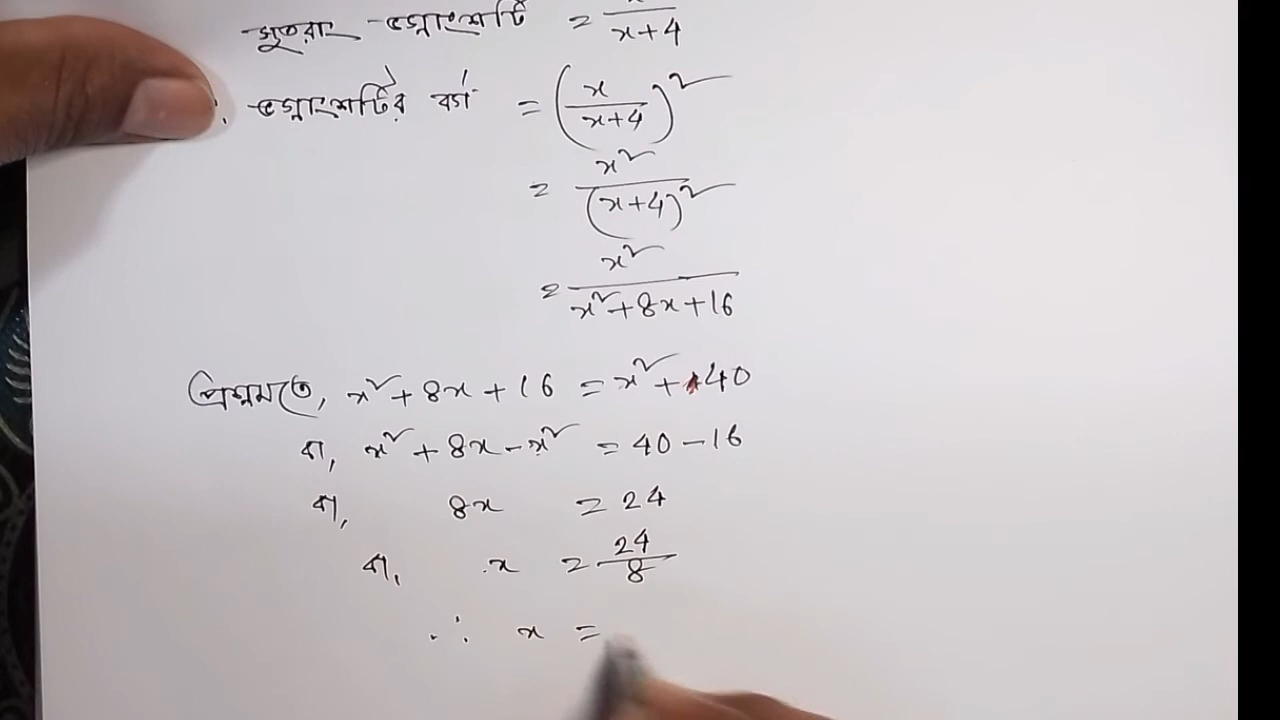 সুতরাং ভগ্নাংশটি = x/(x+4)
∴ ভগ্নাংশটির বর্গ = (x/(x+4))²
= x²/(x+4)²
= x²/(x²+8x+16)
প্রশ্নমতে, x²+8x+16 = x²+40
বা, x²+8x-x² = 40-16
বা, 8x = 24
বা, x = 24/8
∴ x =